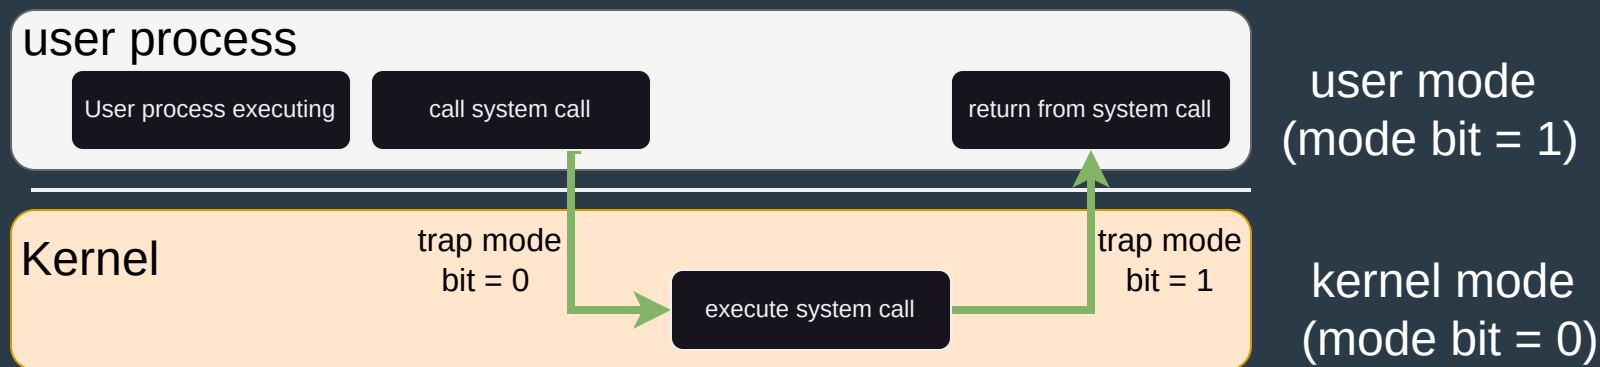 user process
User process executing
call system call
return from system call
user mode
(mode bit = 1)
Kernel
trap mode
bit = 0
execute system call
trap mode
bit = 1
kernel mode
(mode bit = 0)